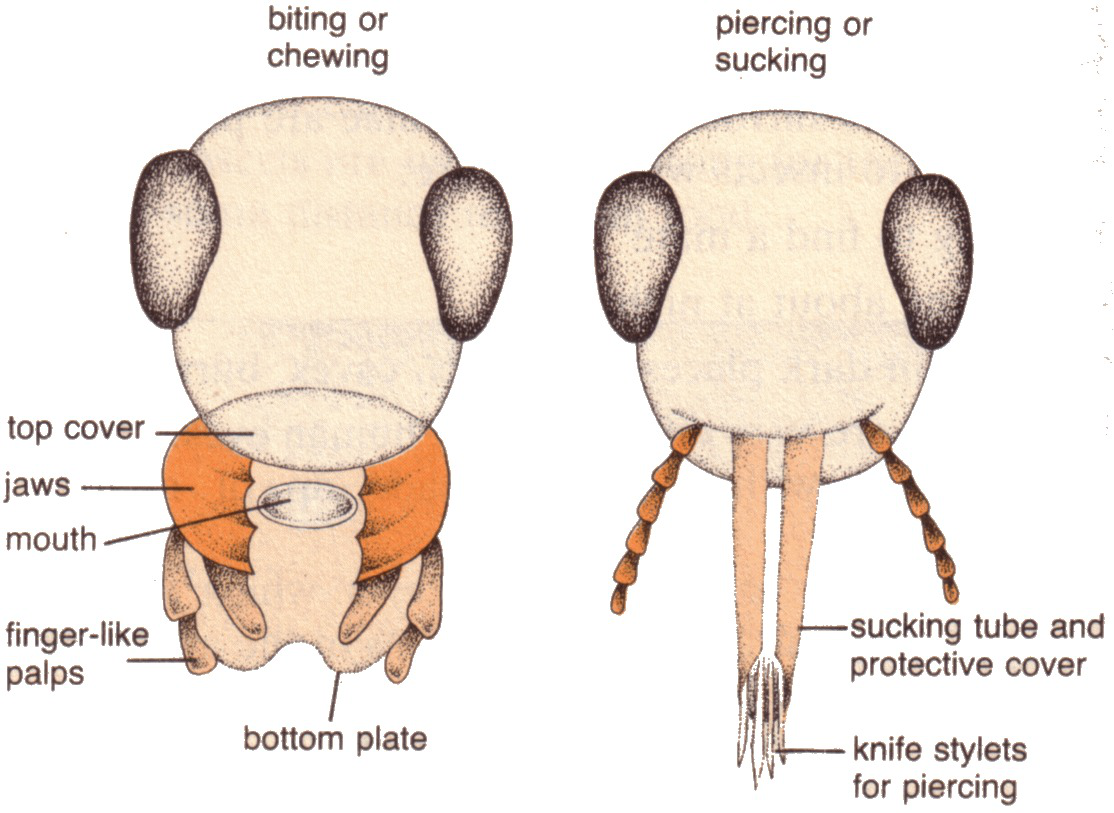 biting or
chewing
piercing or
sucking
top cover
jaws
mouth
finger-like
palps
bottom plate
sucking tube and
protective cover
knife stylets
for piercing